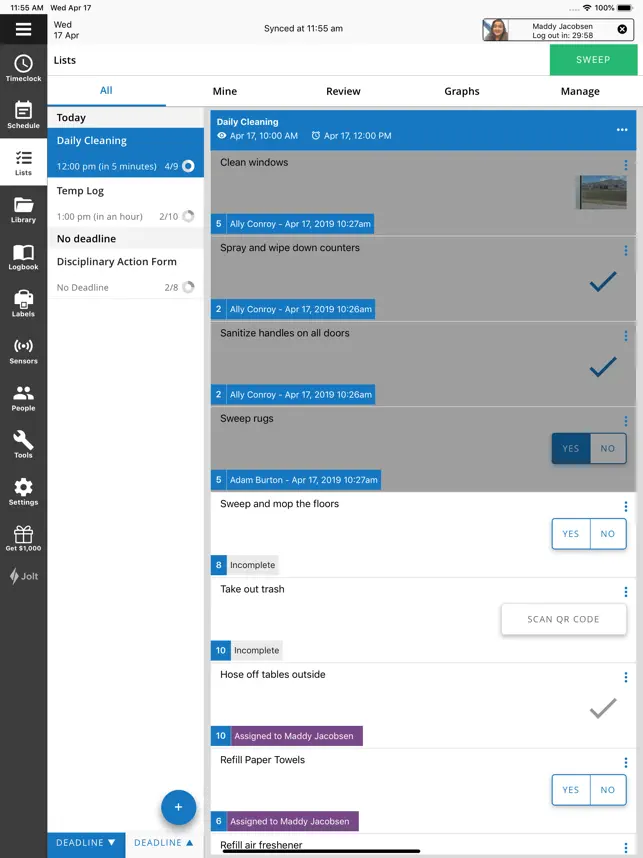 11:55 AM Wed Apr 17
100%
Wed
17 Apr
Synced at 11:55 am
Maddy Jacobsen
Log out in: 29:58
Timeclock
Schedule
Lists
Library
Logbook
Labels
Sensors
People
Tools
Settings
Get $1,000
Jolt
Lists
SWEEP
All
Mine
Review
Graphs
Manage
Today
Daily Cleaning
12:00 pm (in 5 minutes) 4/9
Temp Log
1:00 pm (in an hour) 2/10
No deadline
Disciplinary Action Form
No Deadline 2/8
+
DEADLINE ▼
DEADLINE ▲
Daily Cleaning
Apr 17, 10:00 AM Apr 17, 12:00 PM
Clean windows
5 Ally Conroy - Apr 17, 2019 10:27am
Spray and wipe down counters
2 Ally Conroy - Apr 17, 2019 10:26am
Sanitize handles on all doors
2 Ally Conroy - Apr 17, 2019 10:26am
Sweep rugs
YES NO
5 Adam Burton - Apr 17, 2019 10:27am
Sweep and mop the floors
YES NO
8 Incomplete
Take out trash
SCAN QR CODE
10 Incomplete
Hose off tables outside
10 Assigned to Maddy Jacobsen
Refill Paper Towels
YES NO
6 Assigned to Maddy Jacobsen
Refill air freshener